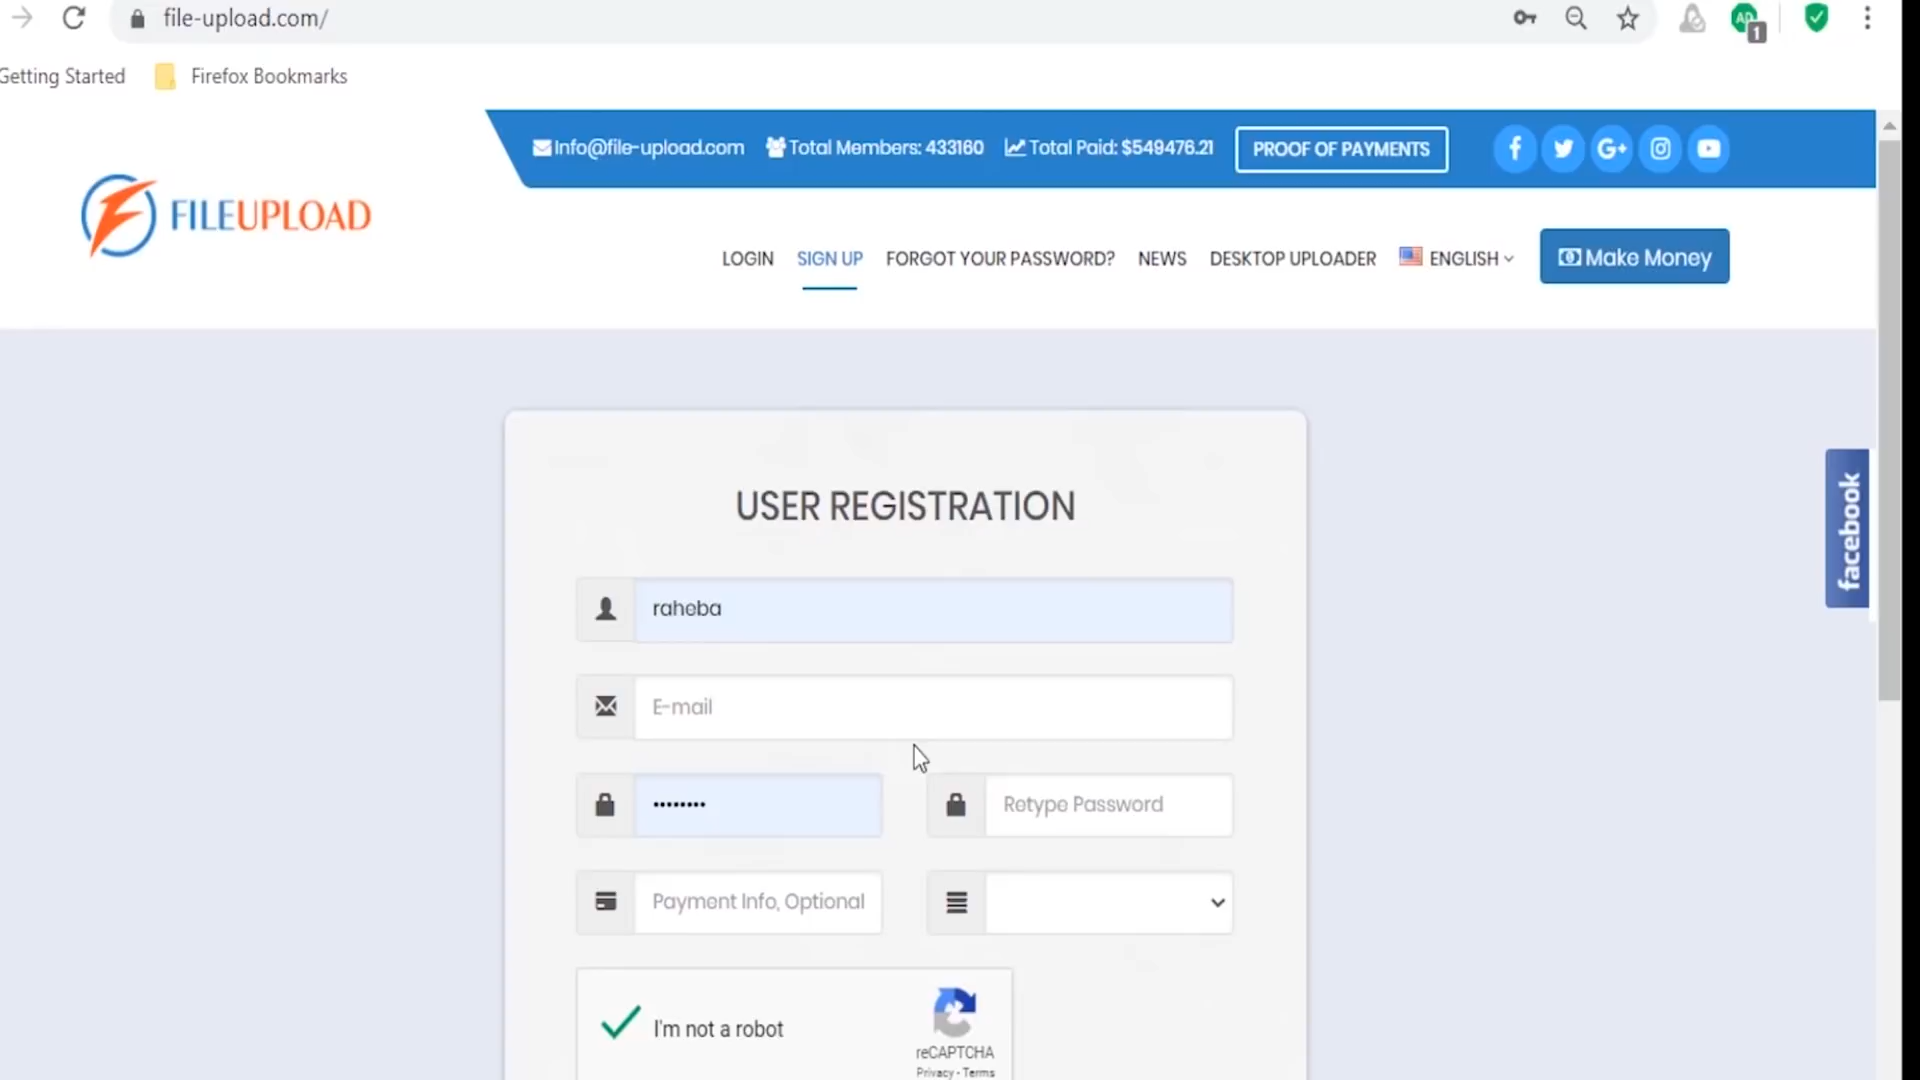 file-upload.com/
Getting Started Firefox Bookmarks
Info@file-upload.com Total Members: 433160 Total Paid: $549476.21 PROOF OF PAYMENTS
FILEUPLOAD
LOGIN SIGN UP FORGOT YOUR PASSWORD? NEWS DESKTOP UPLOADER ENGLISH Make Money
facebook
USER REGISTRATION
raheba
E-mail
•••••••• Retype Password
Payment Info, Optional
I'm not a robot
reCAPTCHA
Privacy - Terms
AD
1